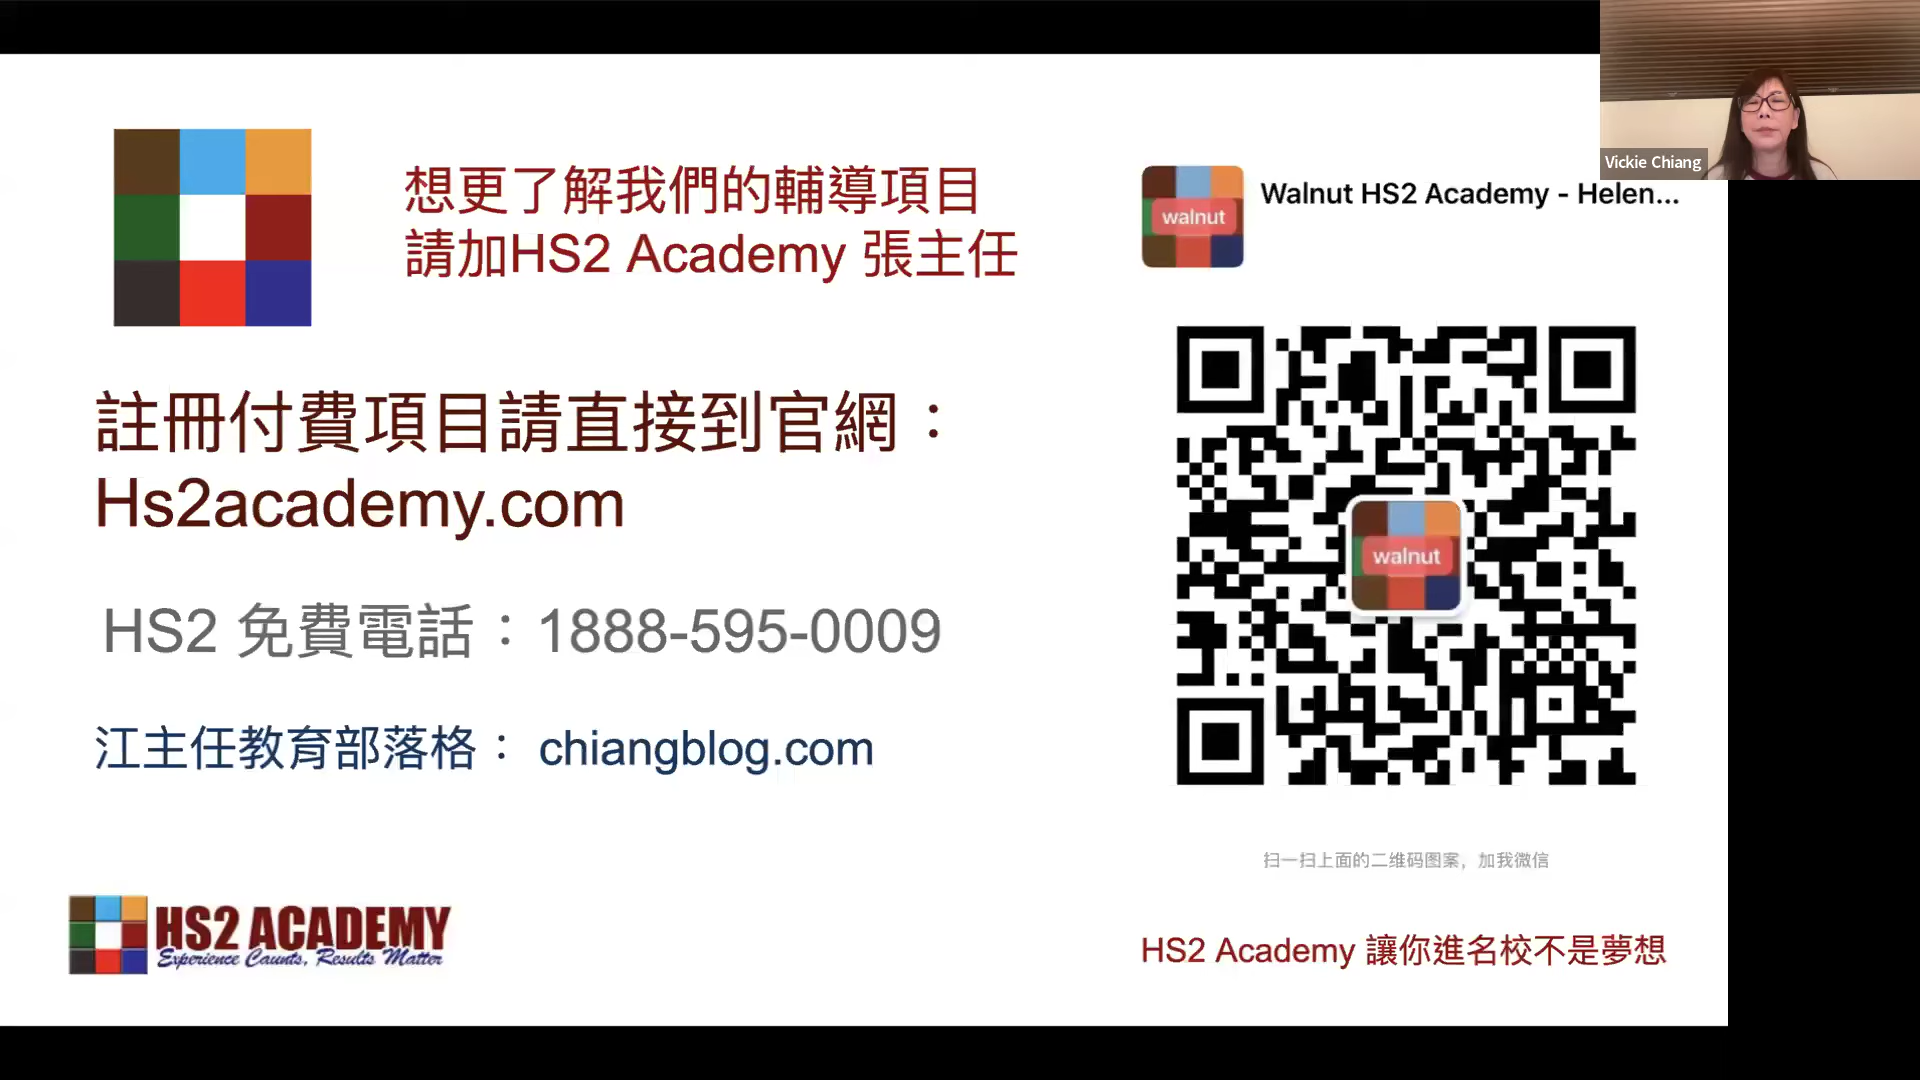 想更了解我們的輔導項目
請加HS2 Academy 張主任
註冊付費項目請直接到官網：
Hs2academy.com
HS2 免費電話：1888-595-0009
江主任教育部落格： chiangblog.com
HS2 ACADEMY
Experience Counts, Results Matter
Vickie Chiang
walnut
Walnut HS2 Academy - Helen...
walnut
扫一扫上面的二维码图案，加我微信
HS2 Academy 讓你進名校不是夢想